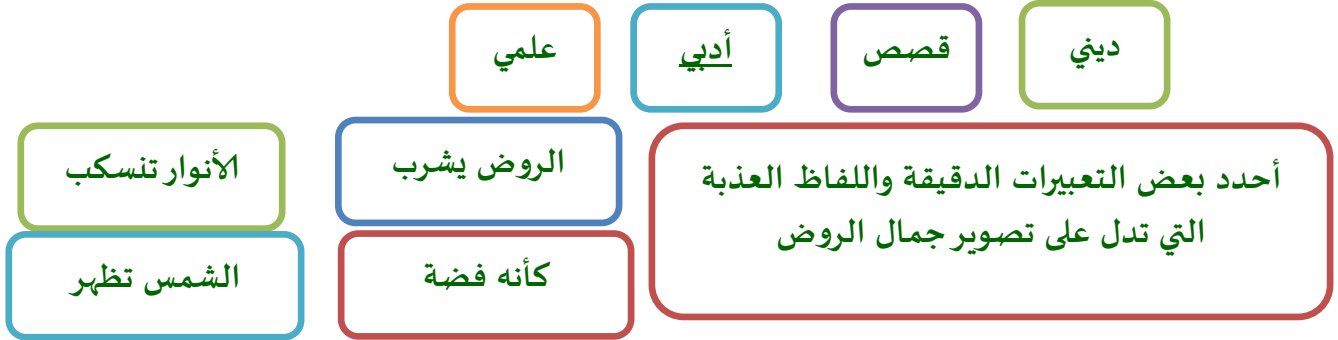 ديني
قصص
أدبي
علمي
أحدد بعض التعبيرات الدقيقة واللفاظ العذبة
التي تدل على تصوير جمال الروض
الروض يشرب
الأنوار تنسكب
كأنه فضة
الشمس تظهر